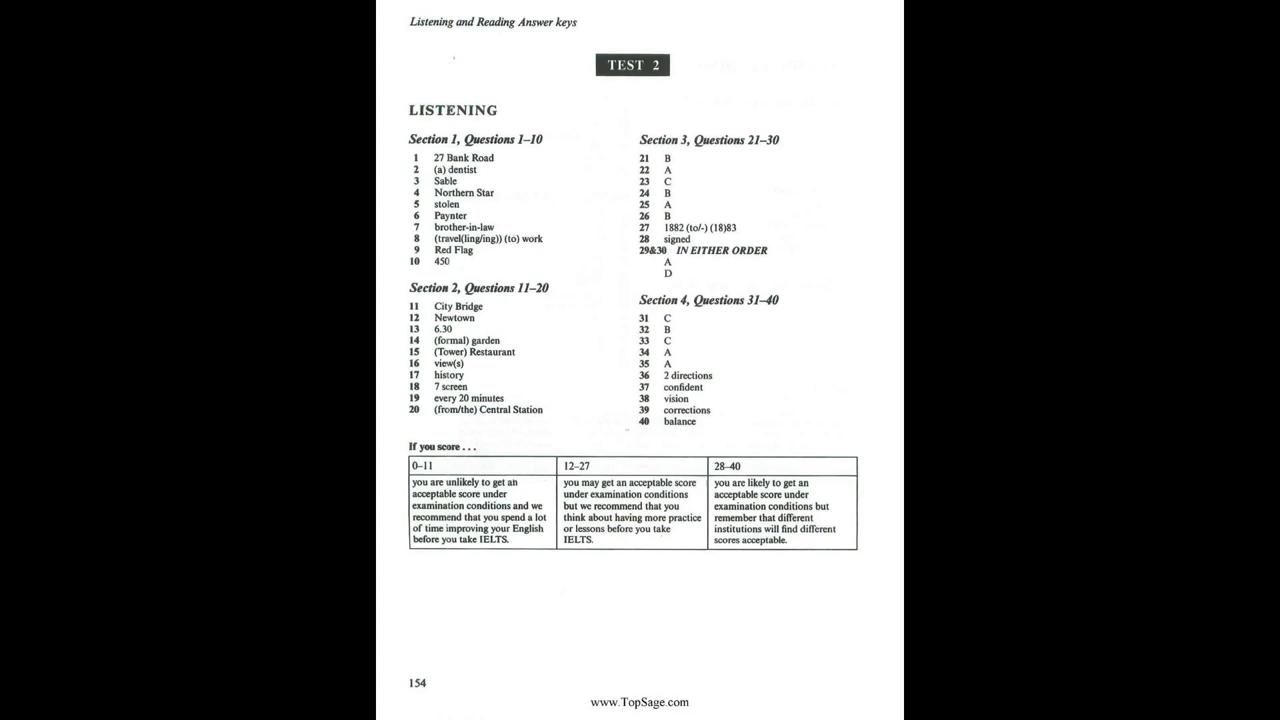 Listening and Reading Answer keys
TEST 2
LISTENING
Section 1, Questions 1–10
1 27 Bank Road
2 (a) dentist
3 Sable
4 Northern Star
5 stolen
6 Paynter
7 brother-in-law
8 (travel(ling/ing)) (to) work
9 Red Flag
10 450
Section 2, Questions 11–20
11 City Bridge
12 Newtown
13 6.30
14 (formal) garden
15 (Tower) Restaurant
16 view(s)
17 history
18 7 screen
19 every 20 minutes
20 (from/the) Central Station
Section 3, Questions 21–30
21 B
22 A
23 C
24 B
25 A
26 B
27 1882 (to/-) (18)83
28 signed
29&30 IN EITHER ORDER
A
D
Section 4, Questions 31–40
31 C
32 B
33 C
34 A
35 A
36 2 directions
37 confident
38 vision
39 corrections
40 balance
If you score . . .
0–11
you are unlikely to get an
acceptable score under
examination conditions and we
recommend that you spend a lot
of time improving your English
before you take IELTS.
12–27
you may get an acceptable score
under examination conditions
but we recommend that you
think about having more practice
or lessons before you take
IELTS.
28–40
you are likely to get an
acceptable score under
examination conditions but
remember that different
institutions will find different
scores acceptable.
154
www.TopSage.com